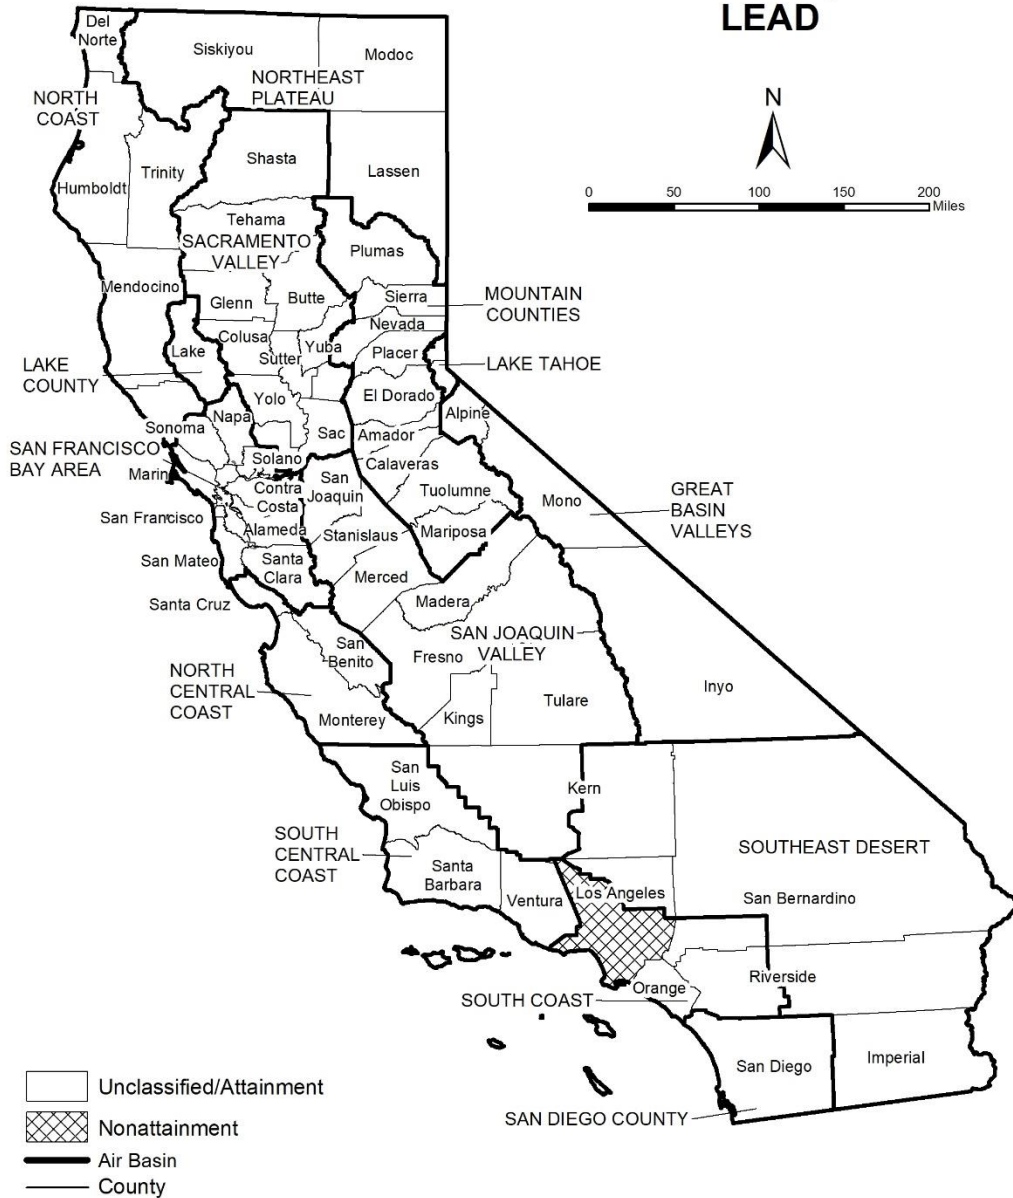 LEAD
N
0 50 100 150 200
Miles
Del
Norte
Siskiyou
Modoc
NORTHEAST
PLATEAU
NORTH
COAST
Humboldt
Trinity
Shasta
Lassen
Tehama
SACRAMENTO
VALLEY
Plumas
Mendocino
Glenn
Butte
Sierra
MOUNTAIN
COUNTIES
Nevada
Colusa
Sutter
Yuba
Placer
Lake
LAKE
COUNTY
LAKE TAHOE
El Dorado
Yolo
Napa
Sonoma
Sac
Amador
Alpine
SAN FRANCISCO
BAY AREA
Marin
Solano
Calaveras
Contra
Costa
San
Joaquin
Tuolumne
Mono
GREAT
BASIN
VALLEYS
San Francisco
Alameda
Stanislaus
Mariposa
San Mateo
Santa
Clara
Merced
Santa Cruz
Madera
SAN JOAQUIN
VALLEY
San
Benito
Fresno
NORTH
CENTRAL
COAST
Monterey
Kings
Tulare
Inyo
San
Luis
Obispo
Kern
SOUTH
CENTRAL
COAST
Santa
Barbara
Ventura
Los Angeles
SOUTHEAST DESERT
San Bernardino
Orange
Riverside
SOUTH COAST
San Diego
Imperial
SAN DIEGO COUNTY
Unclassified/Attainment
Nonattainment
Air Basin
County